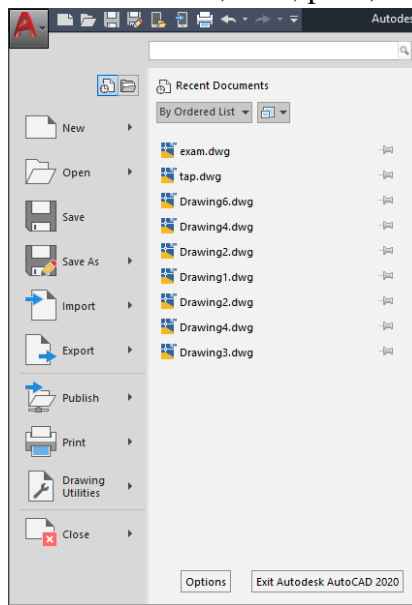 A
Autodes
Recent Documents
By Ordered List
New
Open
Save
Save As
Import
Export
Publish
Print
Drawing
Utilities
Close
exam.dwg
tap.dwg
Drawing6.dwg
Drawing4.dwg
Drawing2.dwg
Drawing1.dwg
Drawing2.dwg
Drawing4.dwg
Drawing3.dwg
Options
Exit Autodesk AutoCAD 2020